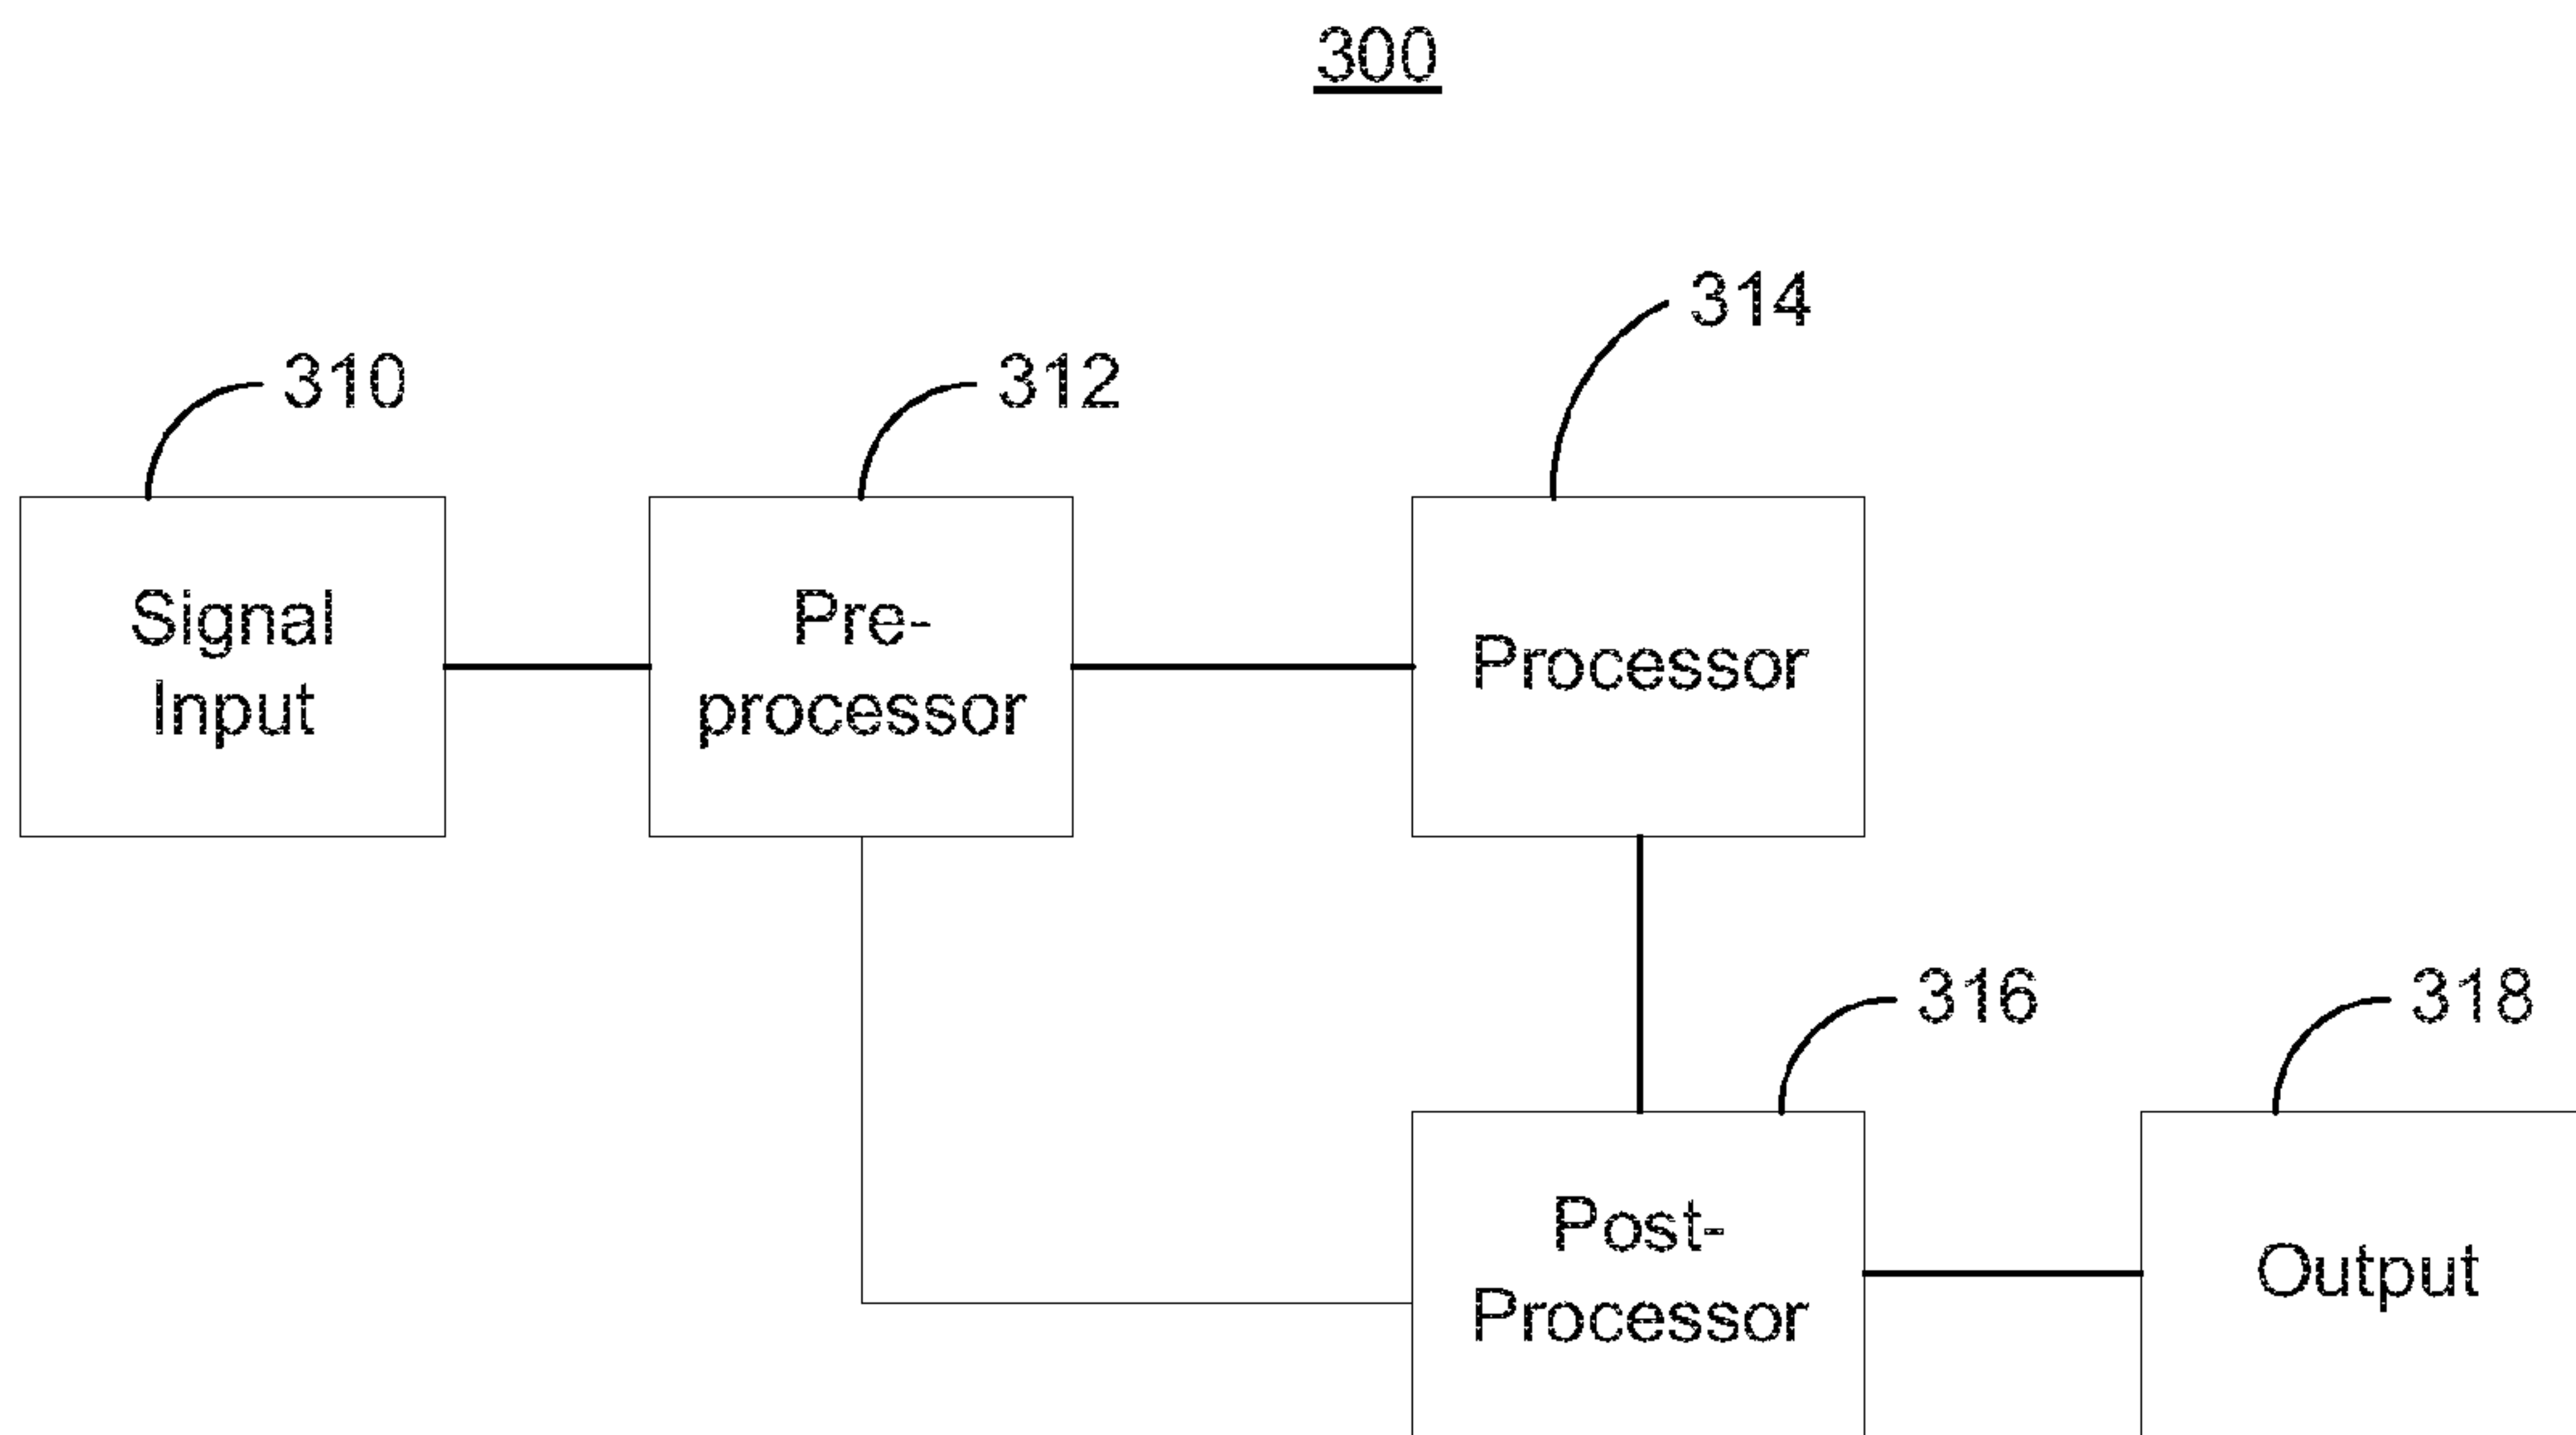 300
314
310
312
Signal
Input
Pre-
processor
Processor
316
318
Post-
Processor
Output